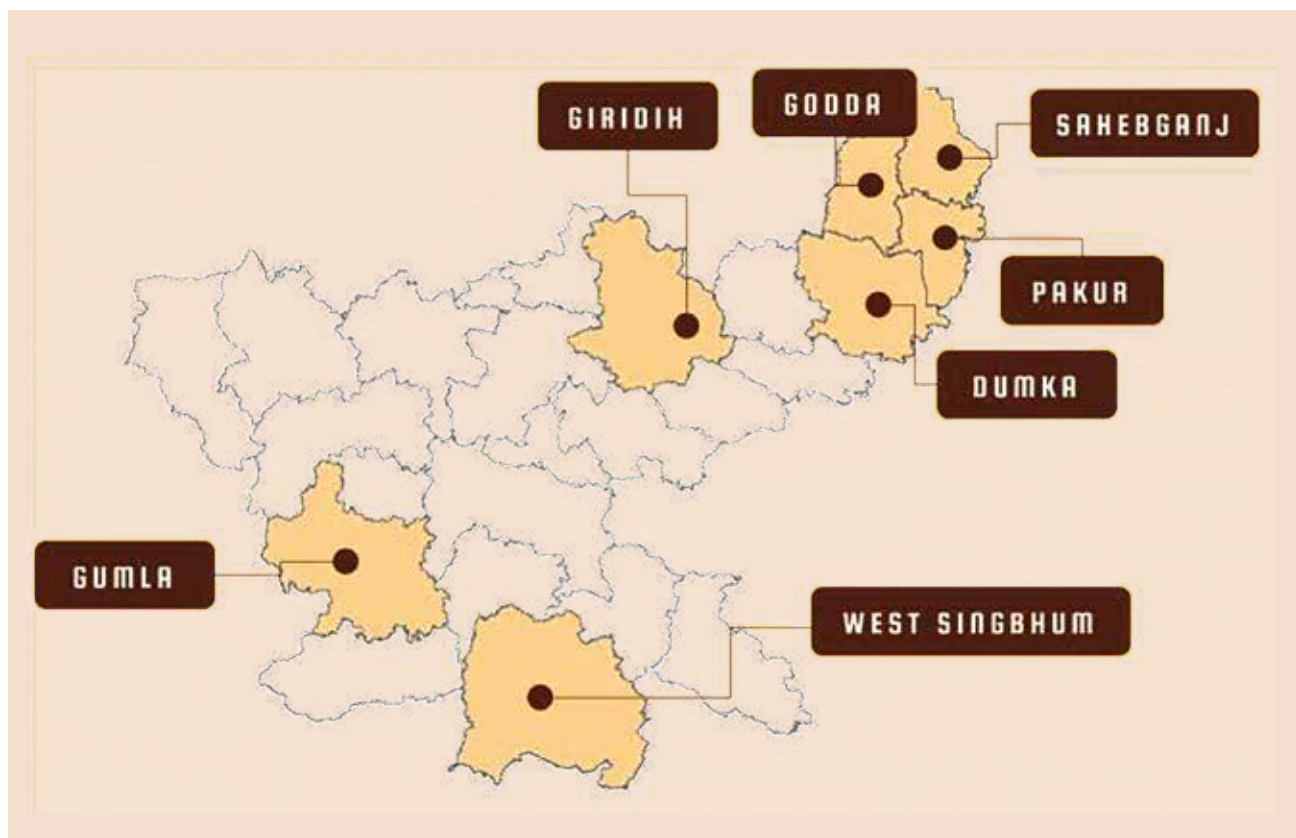 GIRIDIH
GODDA
SAHEBGANJ
PAKUR
DUMKA
GUMLA
WEST SINGBHUM